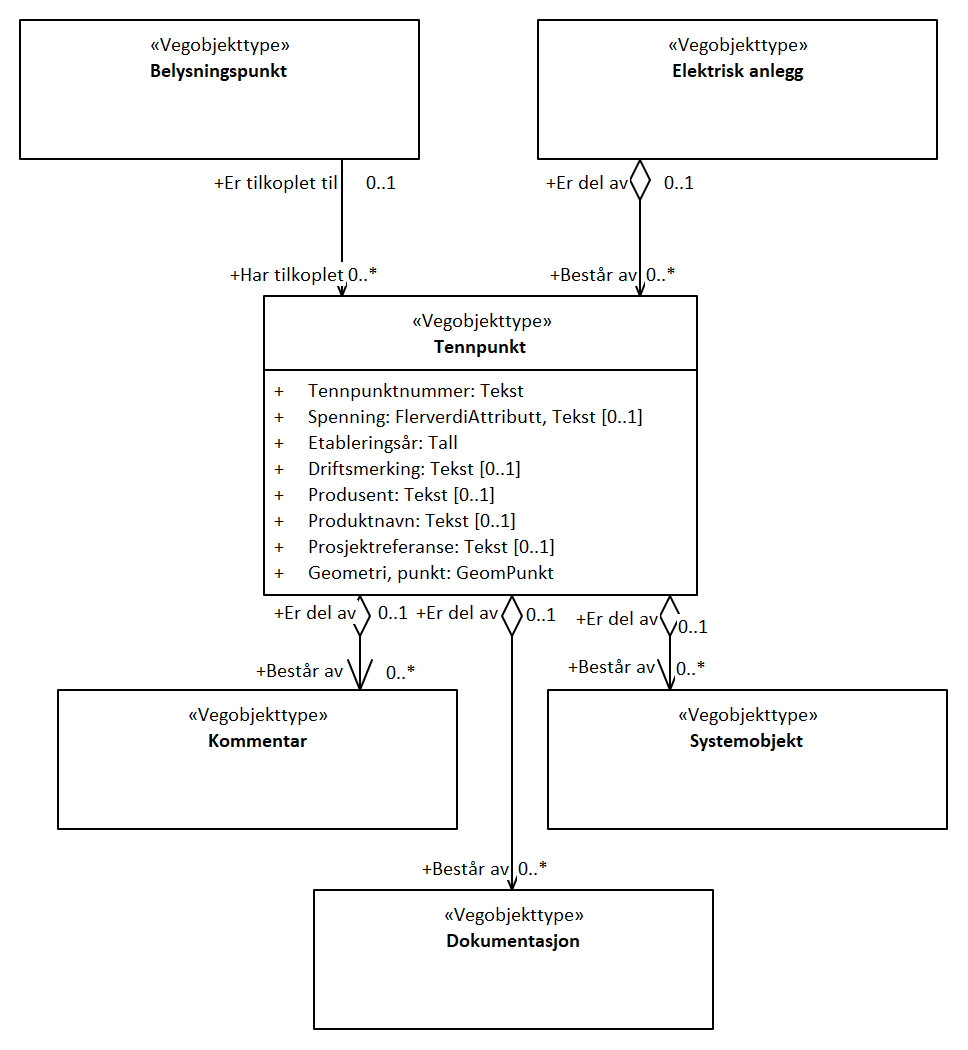 «Vegobjekttype»
Belysningspunkt
«Vegobjekttype»
Elektrisk anlegg
+Er tilkoplet til 0..1
+Er del av 0..1
+Har tilkoplet 0..*
+Består av 0..*
«Vegobjekttype»
Tennpunkt
+ Tennpunktnummer: Tekst
+ Spenning: FlerverdiAttributt, Tekst [0..1]
+ Etableringsår: Tall
+ Driftsmerking: Tekst [0..1]
+ Produsent: Tekst [0..1]
+ Produktnavn: Tekst [0..1]
+ Prosjektreferanse: Tekst [0..1]
+ Geometri, punkt: GeomPunkt
+Er del av 0..1
+Er del av 0..1
+Er del av 0..1
+Består av 0..*
+Består av 0..*
«Vegobjekttype»
Kommentar
«Vegobjekttype»
Systemobjekt
+Består av 0..*
«Vegobjekttype»
Dokumentasjon